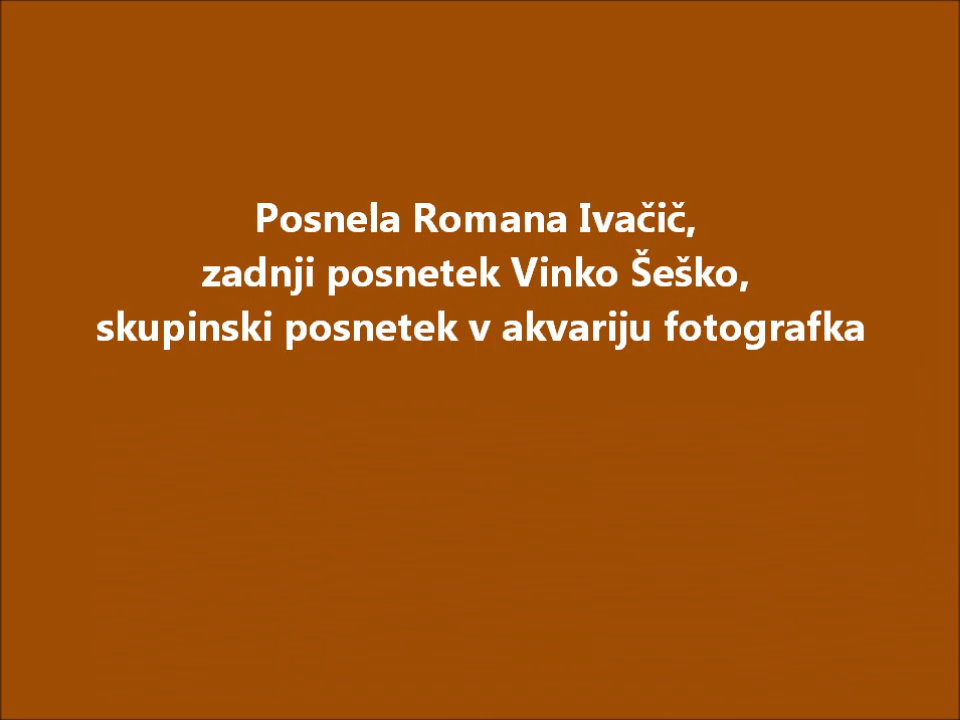 Posnela Romana Ivačič,
zadnji posnetek Vinko Šeško,
skupinski posnetek v akvariju fotografka